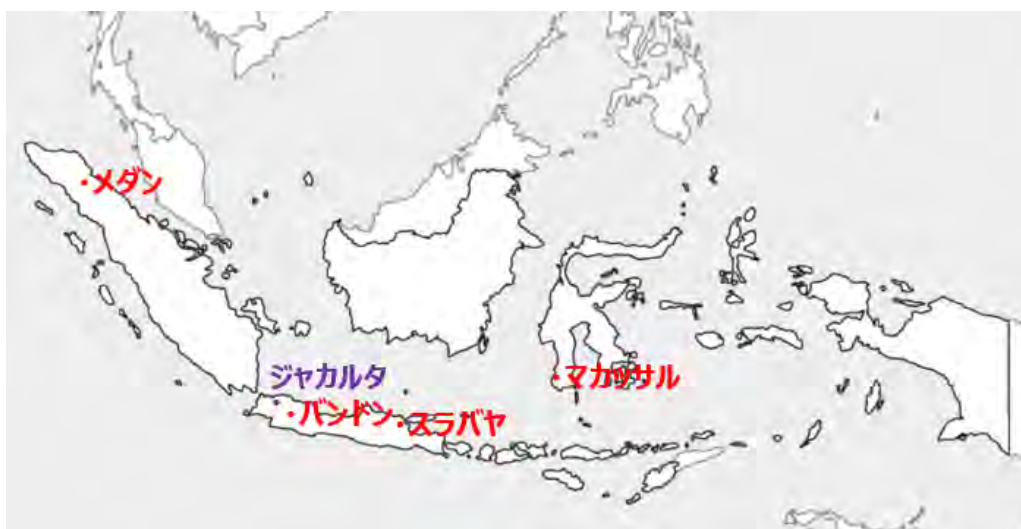 ・メダン
ジャカルタ
・マカッサル
・バンドン
・スラバヤ